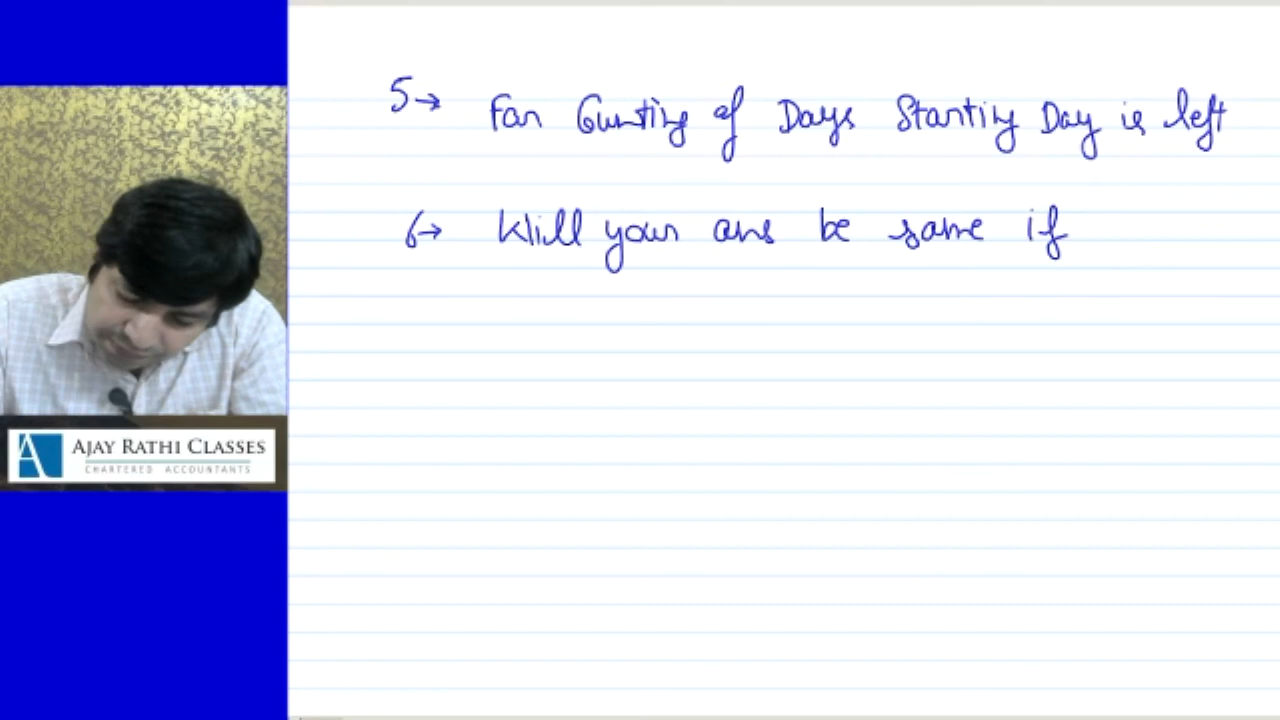 5→ For Counting of Days Starting Day is left
6→ Will your ans be same if
AJAY RATHI CLASSES
CHARTERED ACCOUNTANTS